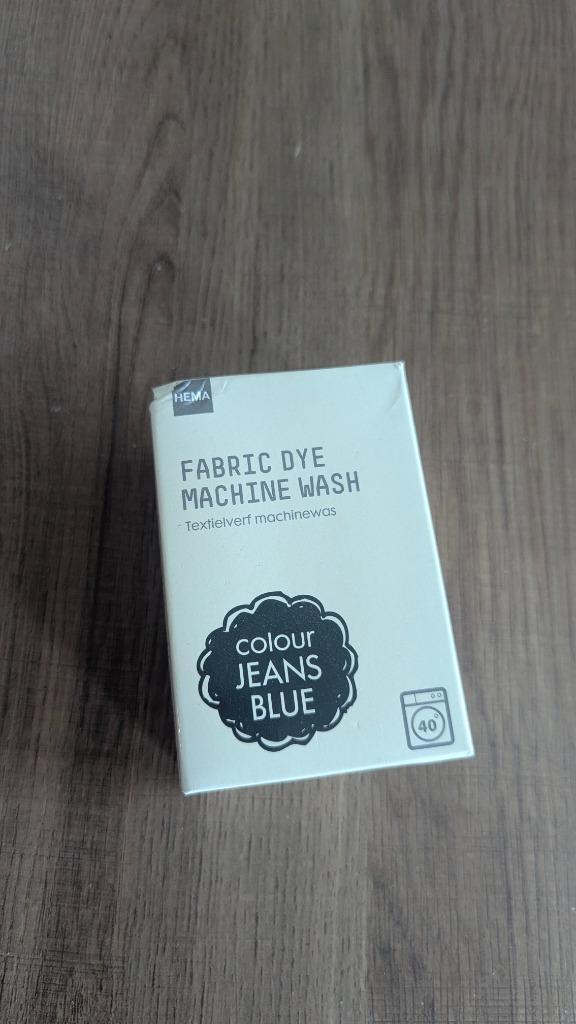 HEMA
FABRIC DYE
MACHINE WASH
Textielverf machinewas
colour
JEANS
BLUE
40°